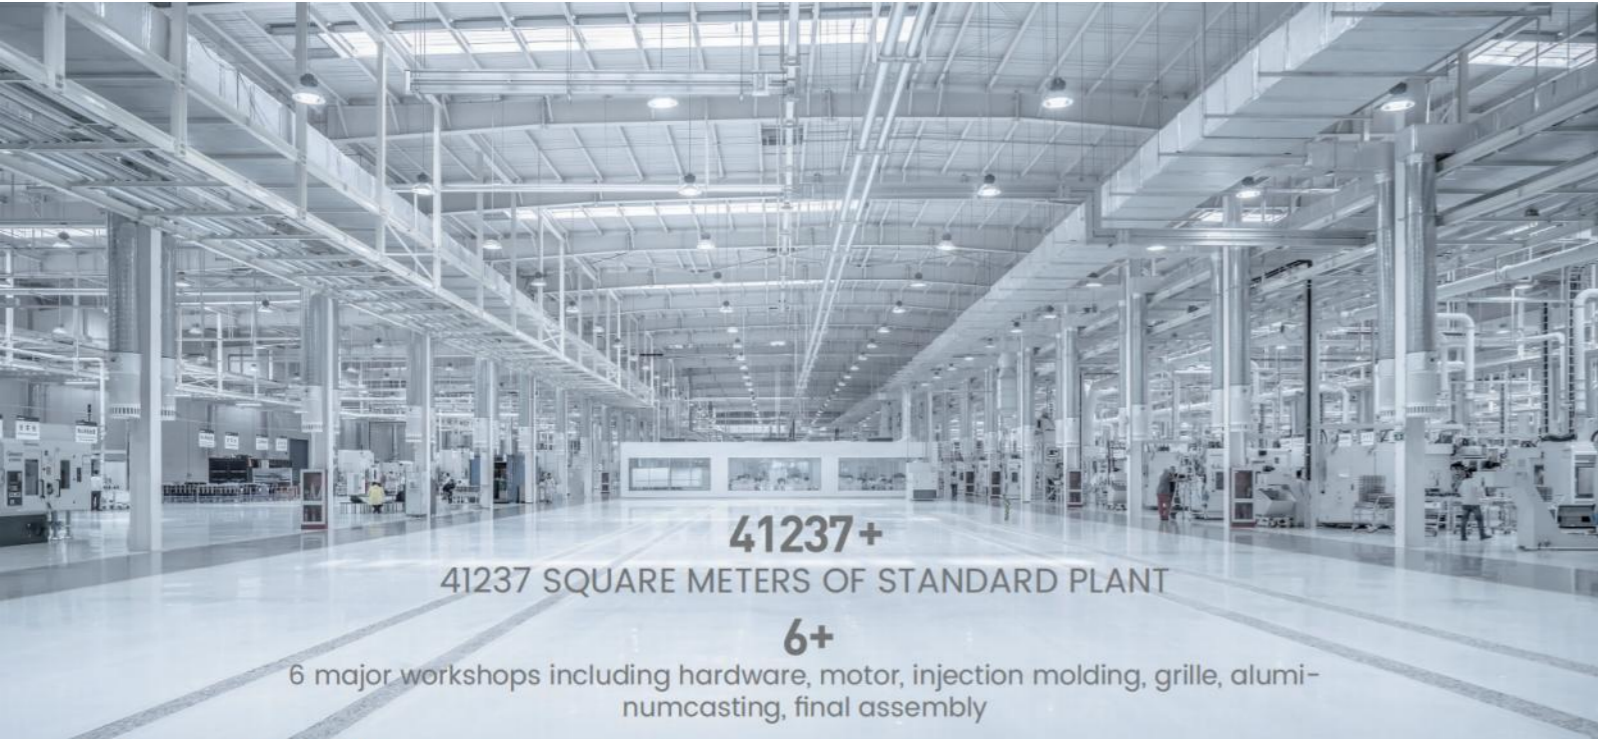 41237+
41237 SQUARE METERS OF STANDARD PLANT
6+
6 major workshops including hardware, motor, injection molding, grille, alumi-
numcasting, final assembly